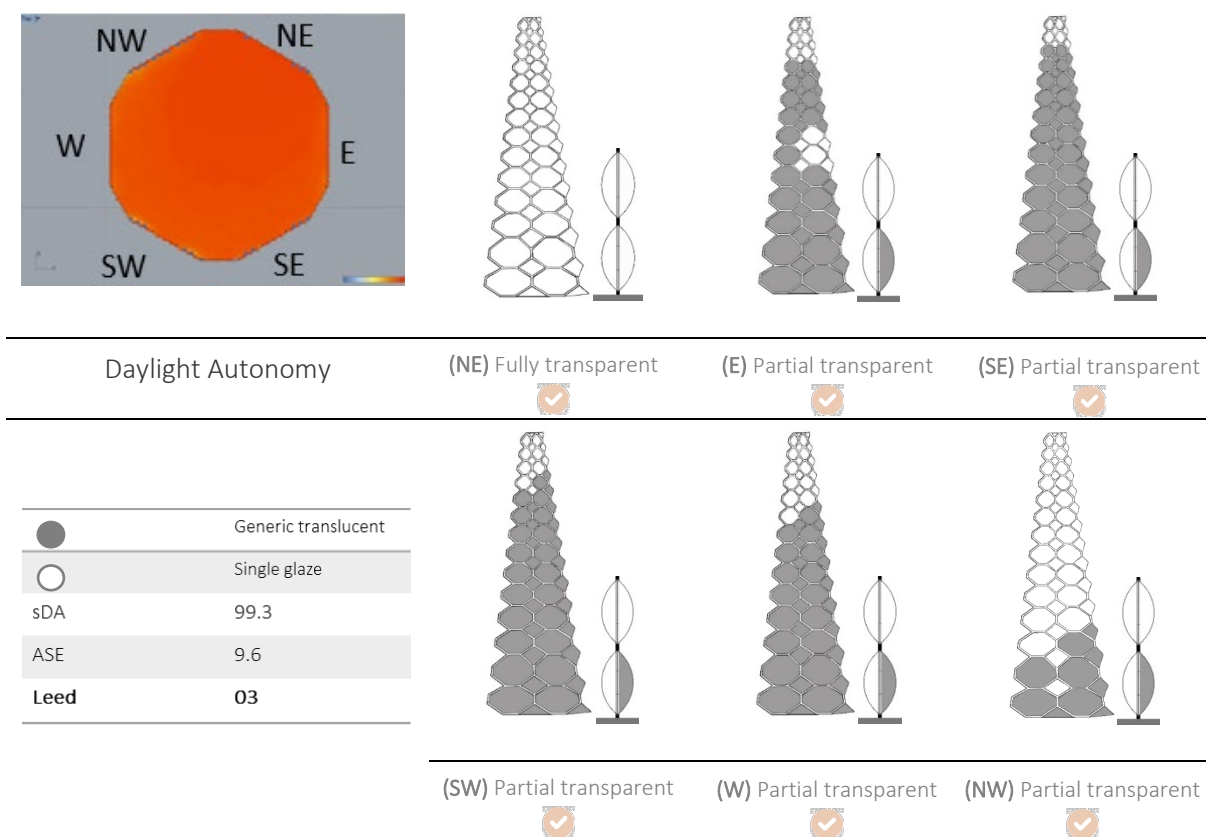 NW
NE
W
E
SW
SE
Daylight Autonomy
(NE) Fully transparent
(E) Partial transparent
(SE) Partial transparent
Generic translucent
Single glaze
sDA 99.3
ASE 9.6
Leed 03
(SW) Partial transparent
(W) Partial transparent
(NW) Partial transparent